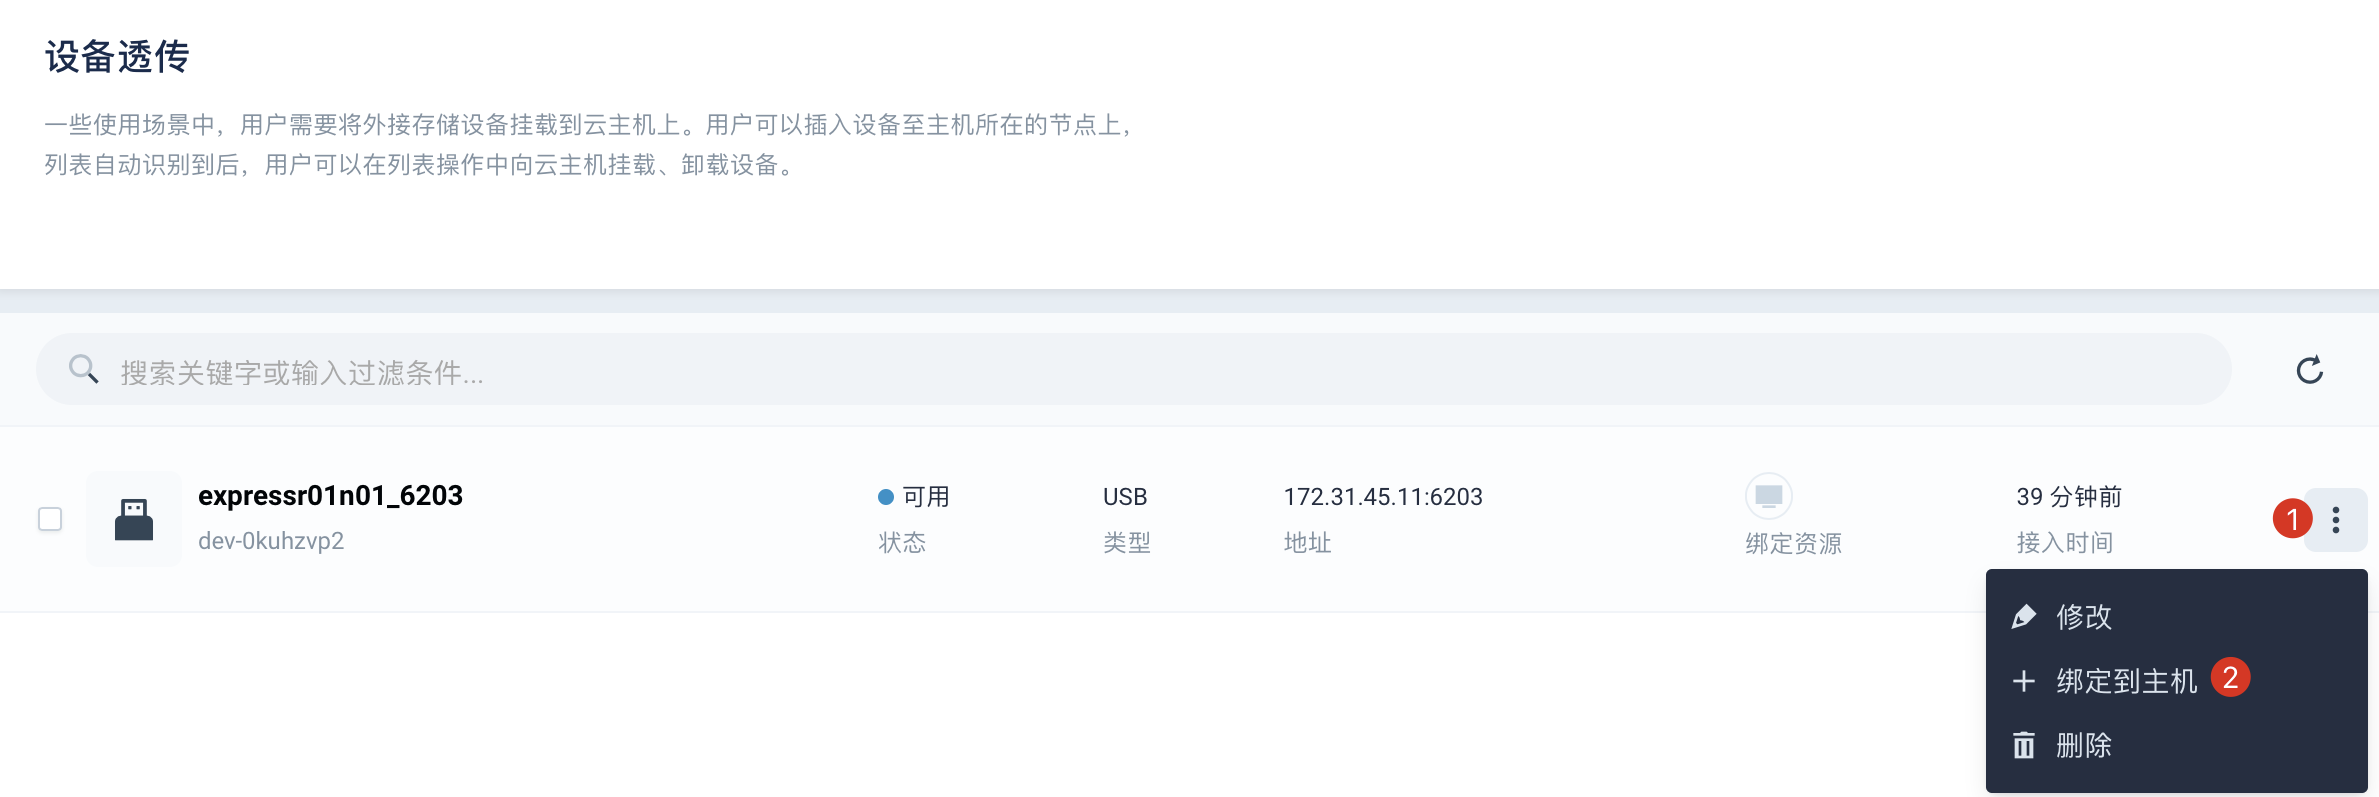 设备透传
一些使用场景中，用户需要将外接存储设备挂载到云主机上。用户可以插入设备至主机所在的节点上，
列表自动识别到后，用户可以在列表操作中向云主机挂载、卸载设备。
搜索关键字或输入过滤条件...
expressr01n01_6203
dev-0kuhzvp2
可用
状态
USB
类型
172.31.45.11:6203
地址
绑定资源
39 分钟前
接入时间
1
修改
绑定到主机 2
删除